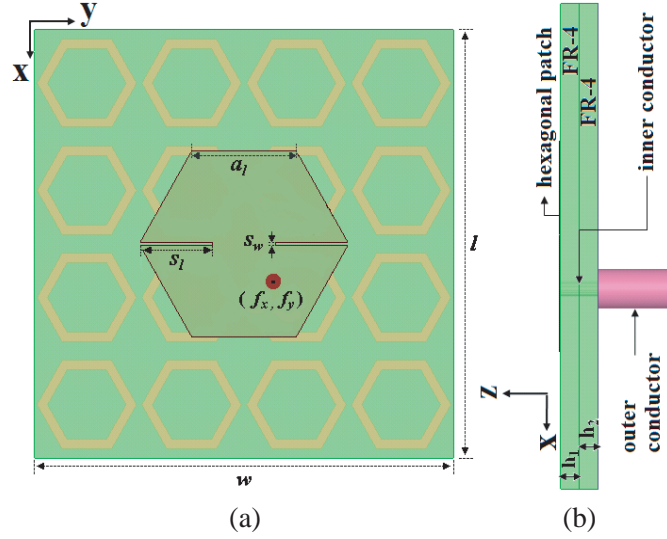 y
x
a_l
s_l
s_w
(f_x, f_y)
l
w
(a)
hexagonal patch
FR-4
FR-4
inner conductor
z
x
h_1
h_2
outer
conductor
(b)